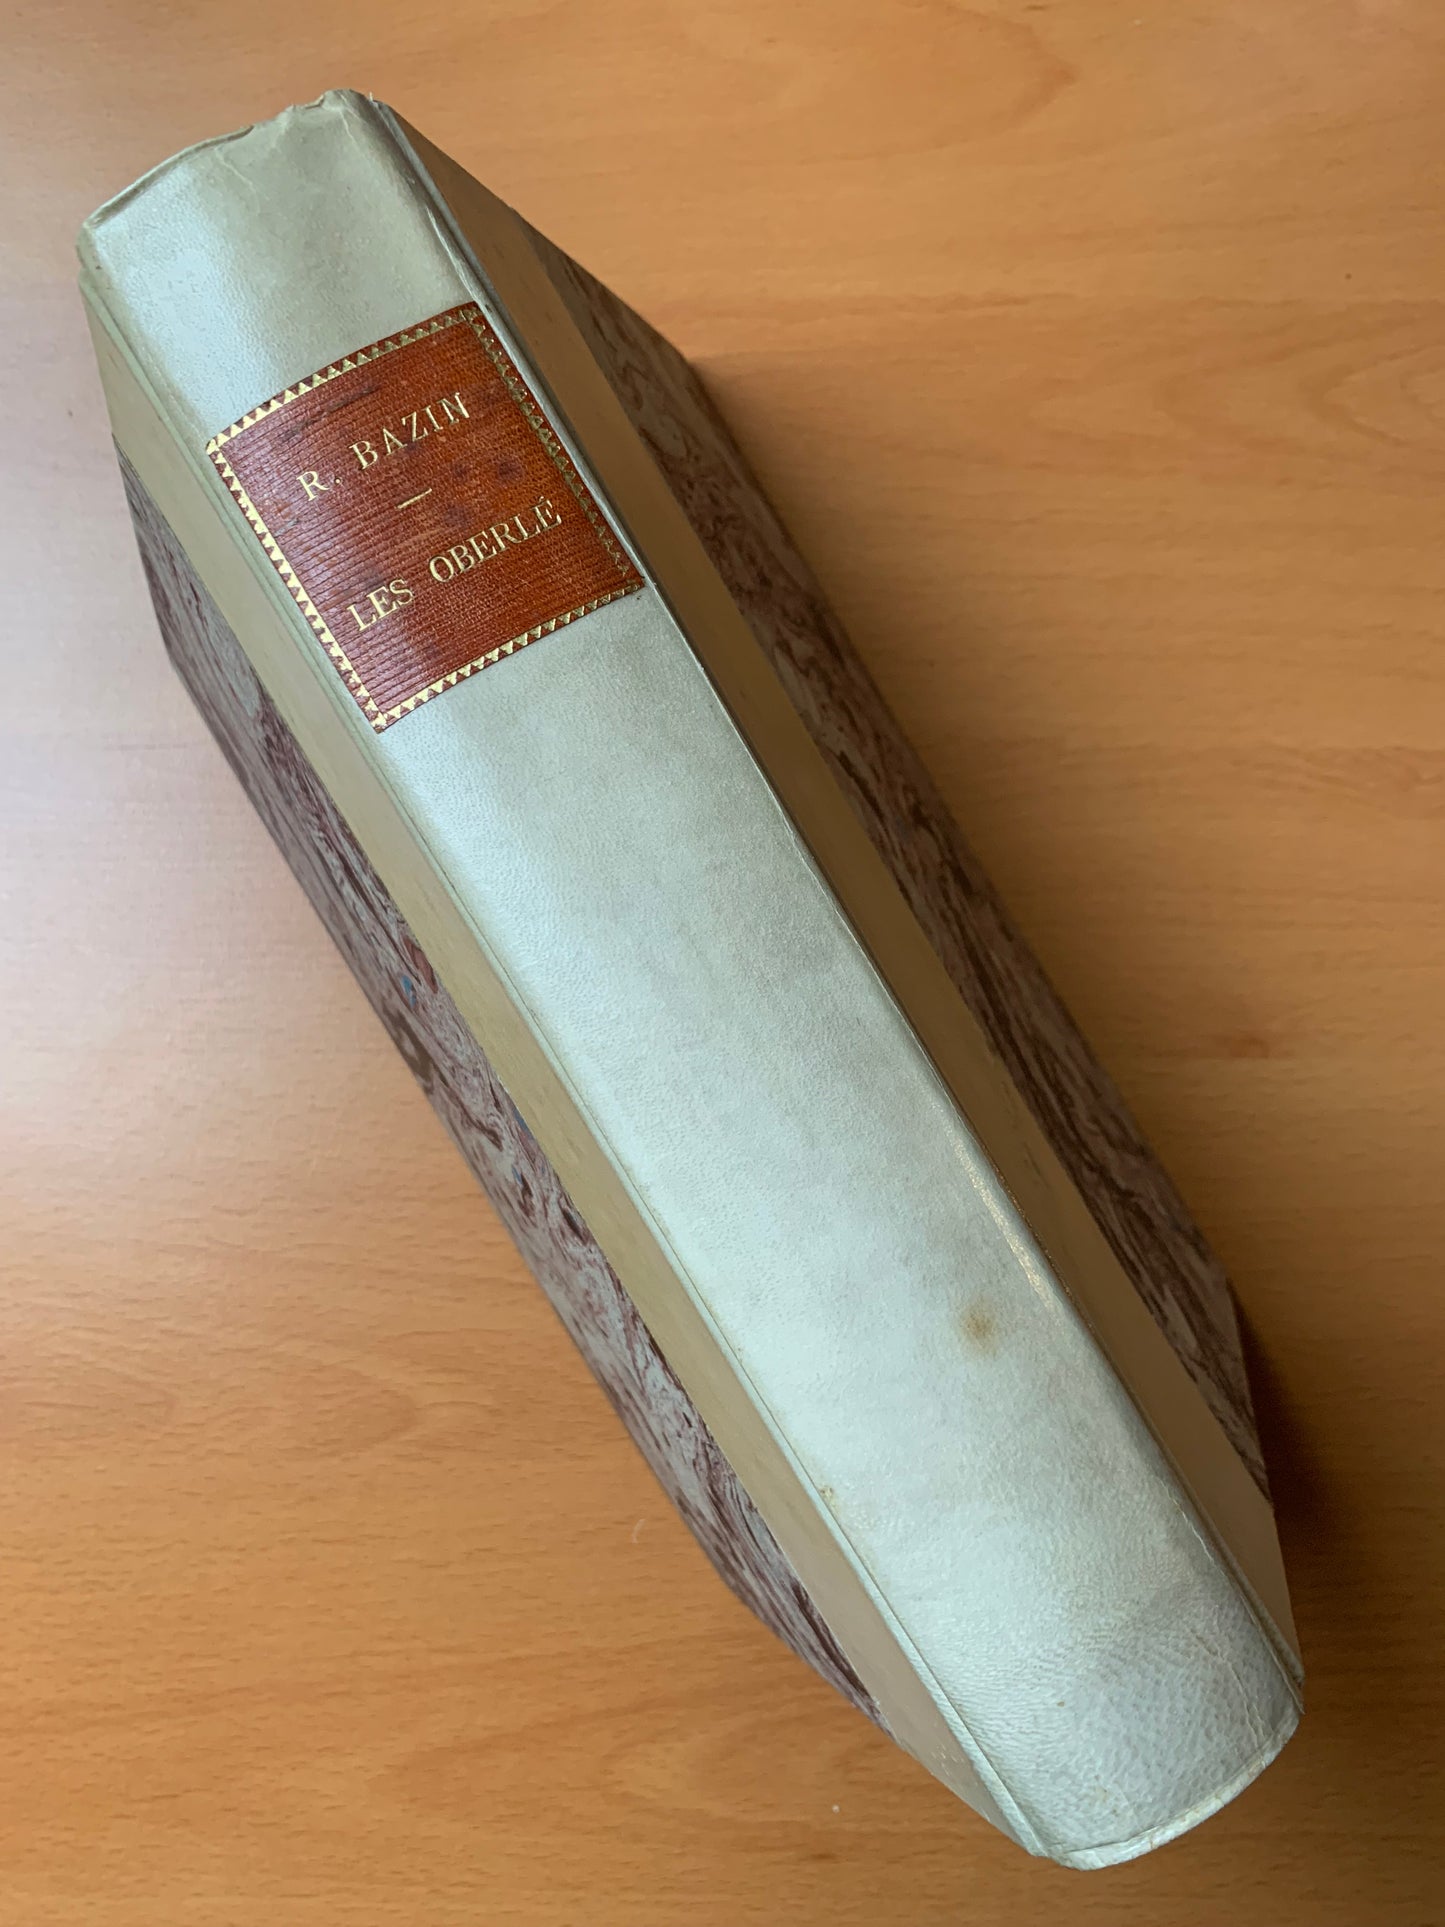 R. BAZIN
—
LES OBERLÉ